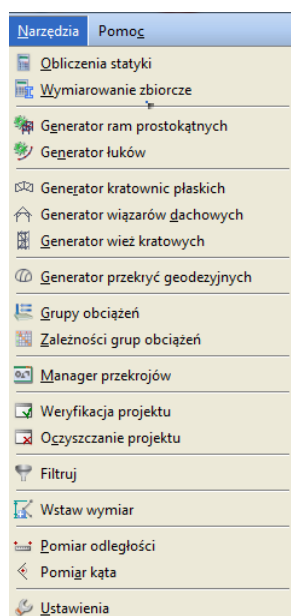 Narzędzia Pomoc
Obliczenia statyki
Wymiarowanie zbiorcze
Generator ram prostokątnych
Generator łuków
Generator kratownic płaskich
Generator wiązarów dachowych
Generator wież kratowych
Generator przekryć geodezyjnych
Grupy obciążeń
Zależności grup obciążeń
Manager przekrojów
Weryfikacja projektu
Oczyszczanie projektu
Filtruj
Wstaw wymiar
Pomiar odległości
Pomiar kąta
Ustawienia